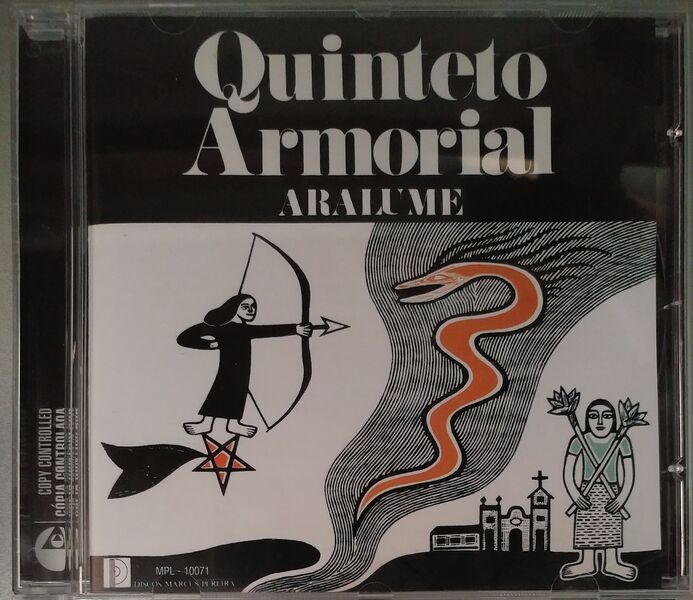 Quinteto
Armorial
ARALUME
COPY CONTROLLED
CÓPIA CONTROLADA
MPL - 10071
DISCOS MARCUS PEREIRA